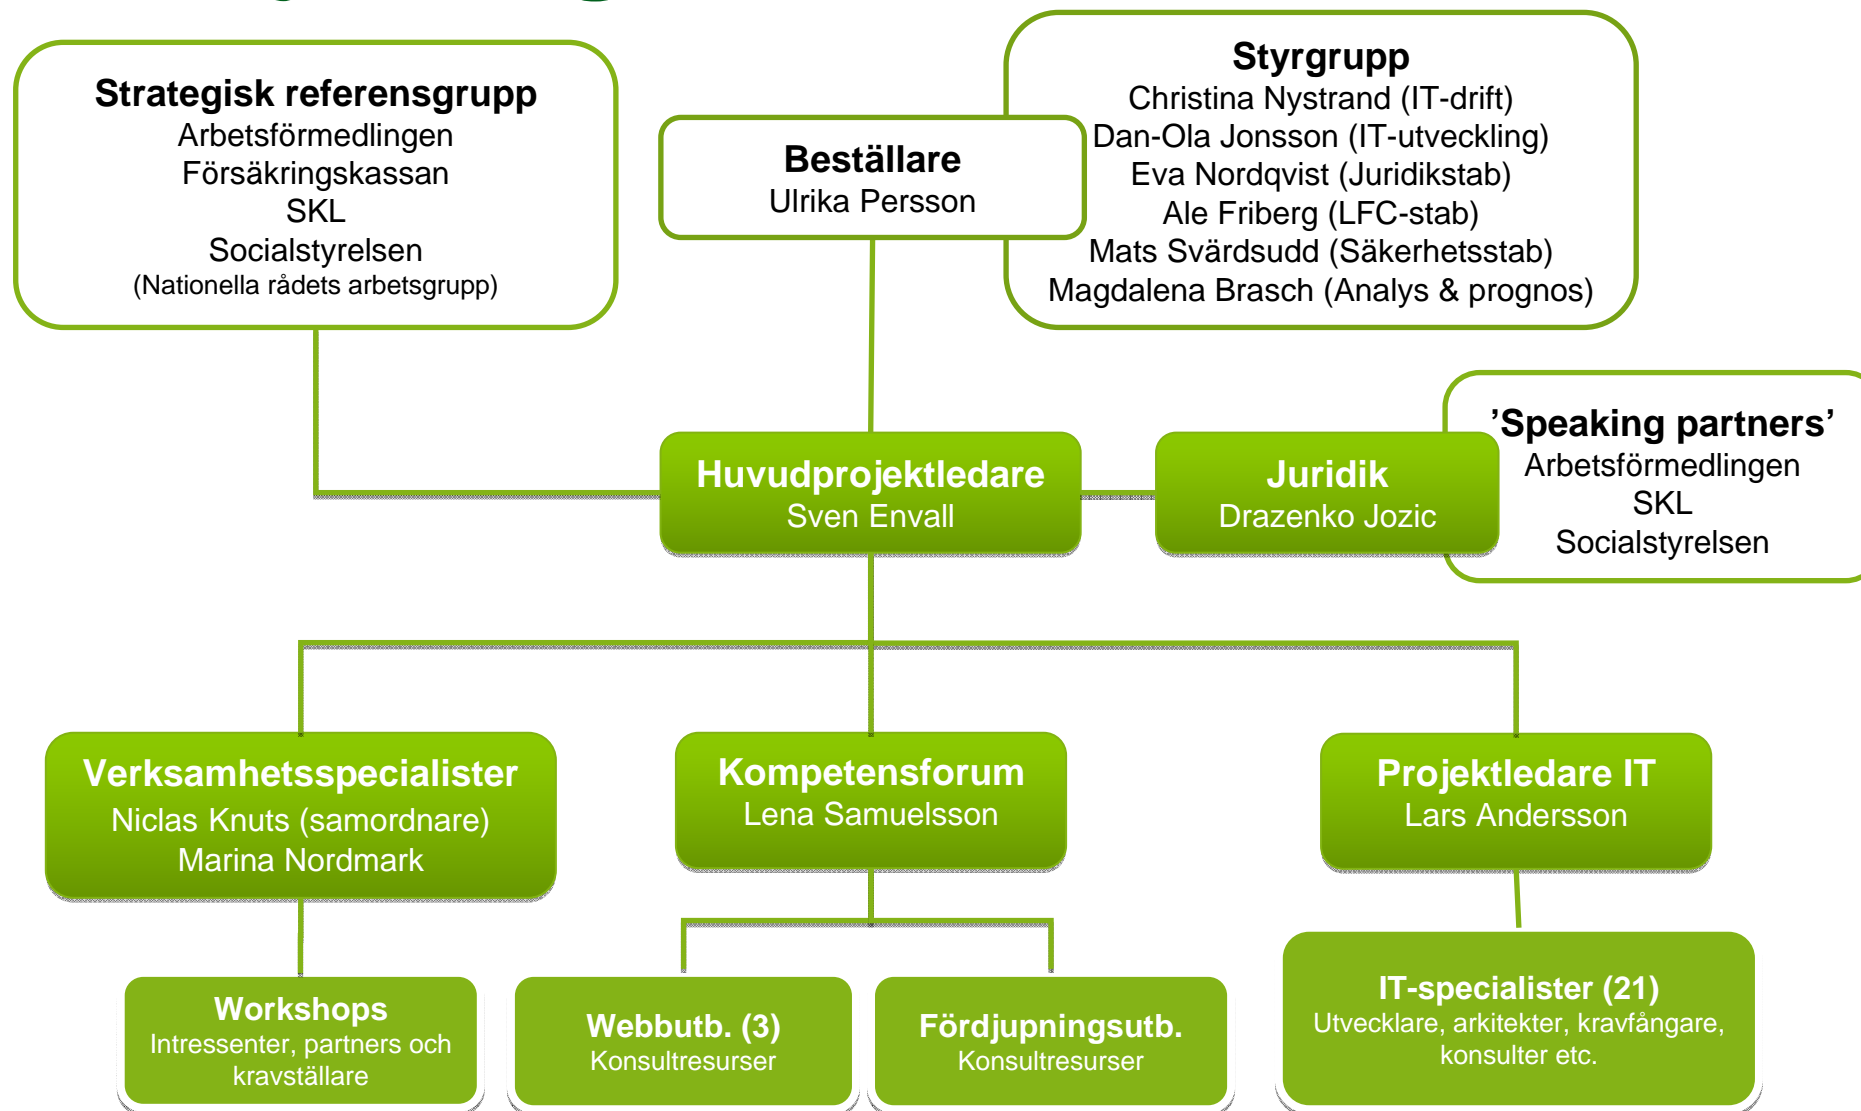 Strategisk referensgrupp
Arbetsförmedlingen
Försäkringskassan
SKL
Socialstyrelsen
(Nationella rådets arbetsgrupp)
Beställare
Ulrika Persson
Styrgrupp
Christina Nystrand (IT-drift)
Dan-Ola Jonsson (IT-utveckling)
Eva Nordqvist (Juridikstab)
Ale Friberg (LFC-stab)
Mats Svärdsudd (Säkerhetsstab)
Magdalena Brasch (Analys & prognos)
Huvudprojektledare
Sven Envall
Juridik
Drazenko Jozic
’Speaking partners’
Arbetsförmedlingen
SKL
Socialstyrelsen
Verksamhetsspecialister
Niclas Knuts (samordnare)
Marina Nordmark
Kompetensforum
Lena Samuelsson
Projektledare IT
Lars Andersson
Workshops
Intressenter, partners och
kravställare
Webbutb. (3)
Konsultresurser
Fördjupningsutb.
Konsultresurser
IT-specialister (21)
Utvecklare, arkitekter, kravfångare,
konsulter etc.